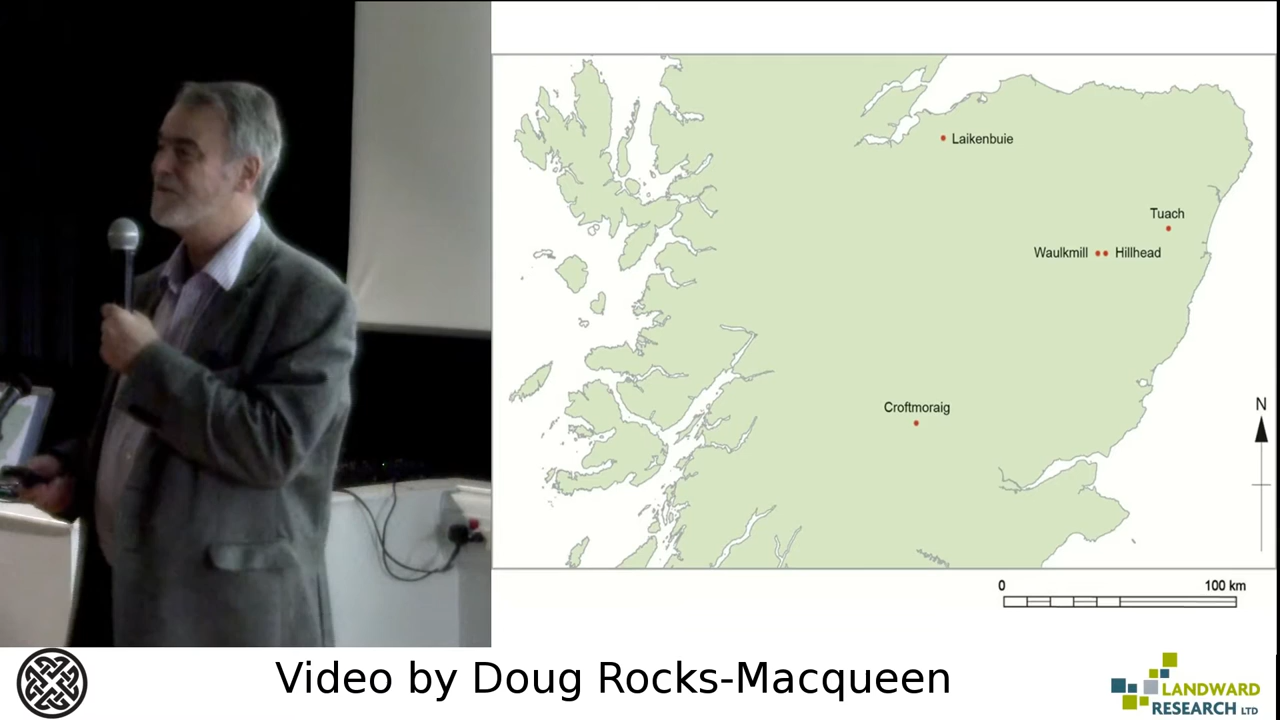 Laikenbuie
Tuach
Waulkmill
Hillhead
Croftmoraig
N
0
100 km
Video by Doug Rocks-Macqueen
LANDWARD
RESEARCH LTD